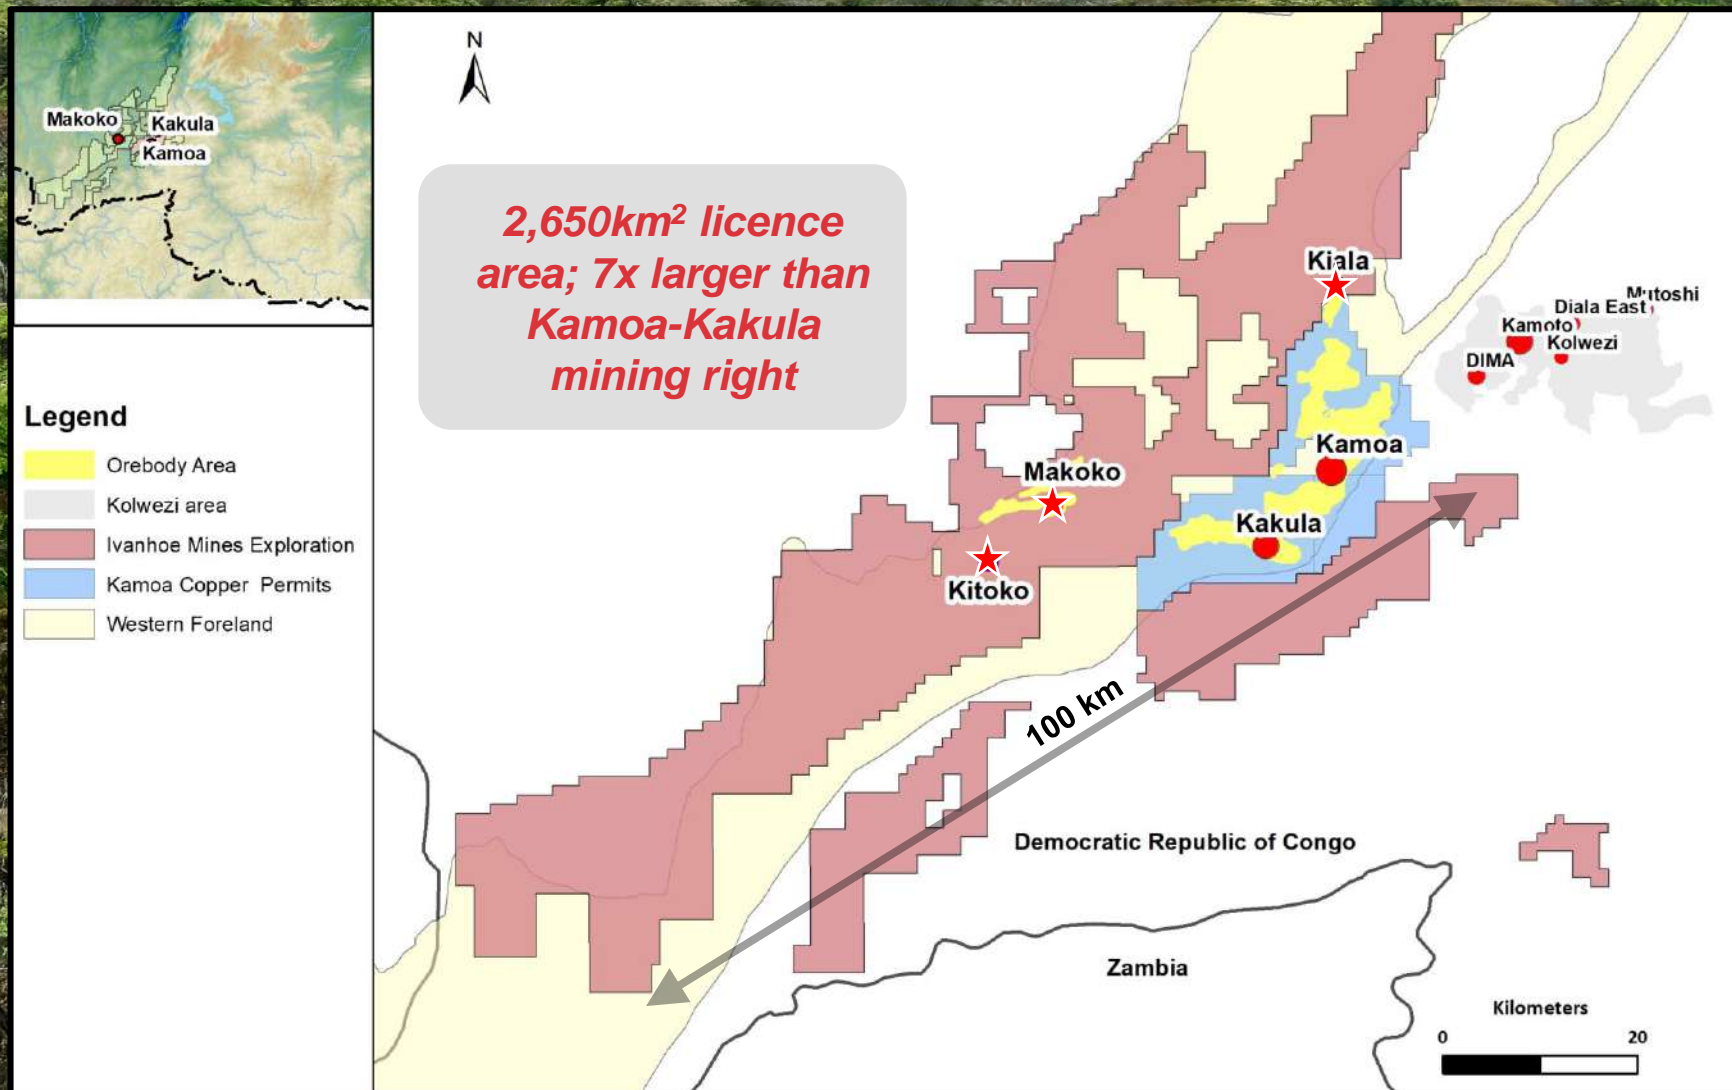 Makoko
Kakula
Kamoa
N
2,650km² licence
area; 7x larger than
Kamoa-Kakula
mining right
Kiala
Mutoshi
Diala East
Kamoto
Kolwezi
DIMA
Kamoa
Makoko
Kakula
Kitoko
100 km
Democratic Republic of Congo
Zambia
Kilometers
0 20
Legend
Orebody Area
Kolwezi area
Ivanhoe Mines Exploration
Kamoa Copper Permits
Western Foreland